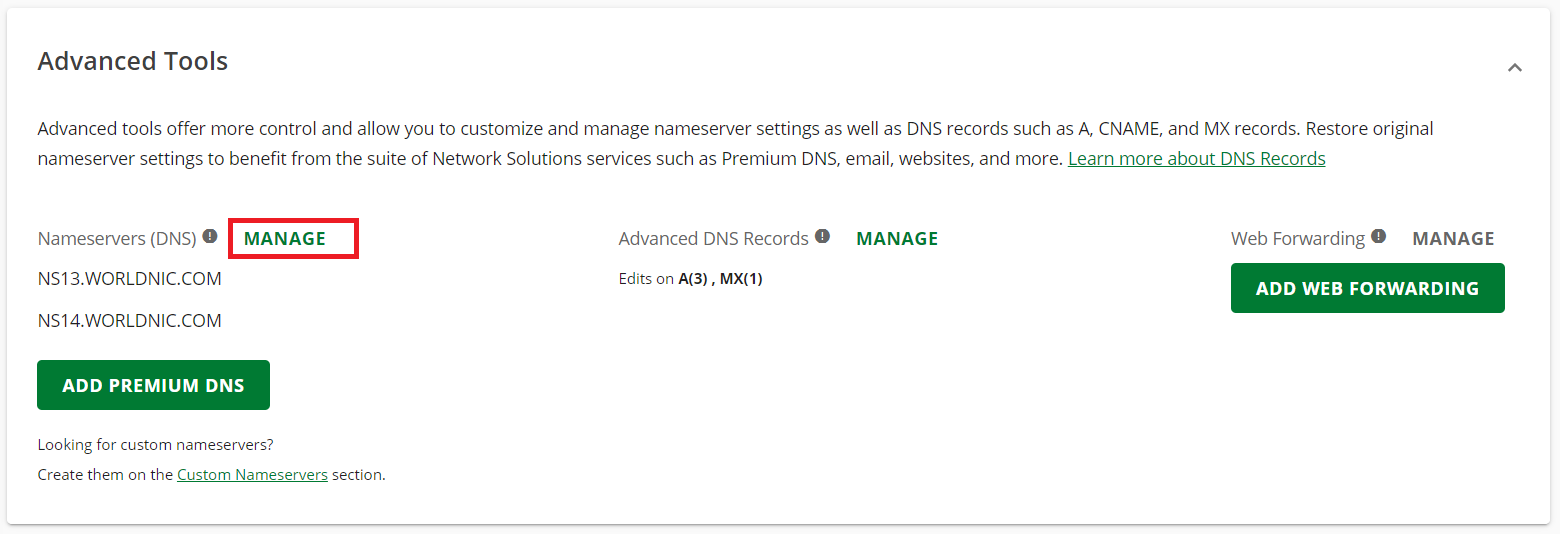 Advanced Tools
Advanced tools offer more control and allow you to customize and manage nameserver settings as well as DNS records such as A, CNAME, and MX records. Restore original
nameserver settings to benefit from the suite of Network Solutions services such as Premium DNS, email, websites, and more. Learn more about DNS Records
Nameservers (DNS) MANAGE
NS13.WORLDNIC.COM
NS14.WORLDNIC.COM
ADD PREMIUM DNS
Looking for custom nameservers?
Create them on the Custom Nameservers section.
Advanced DNS Records MANAGE
Edits on A(3) , MX(1)
Web Forwarding MANAGE
ADD WEB FORWARDING